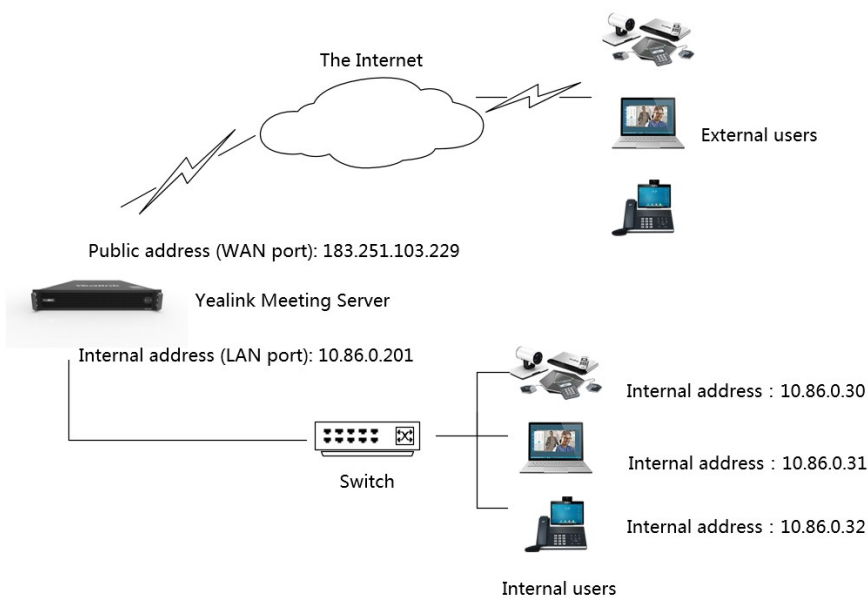 The Internet
External users
Public address (WAN port): 183.251.103.229
Yealink Meeting Server
Internal address (LAN port): 10.86.0.201
Internal address：10.86.0.30
Internal address：10.86.0.31
Switch
Internal address：10.86.0.32
Internal users